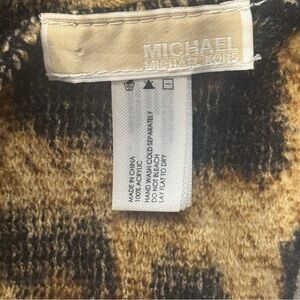 MICHAEL
MICHAEL KORS
MADE IN CHINA
100% ACRYLIC
HAND WASH COLD SEPARATELY
DO NOT BLEACH
LAY FLAT TO DRY